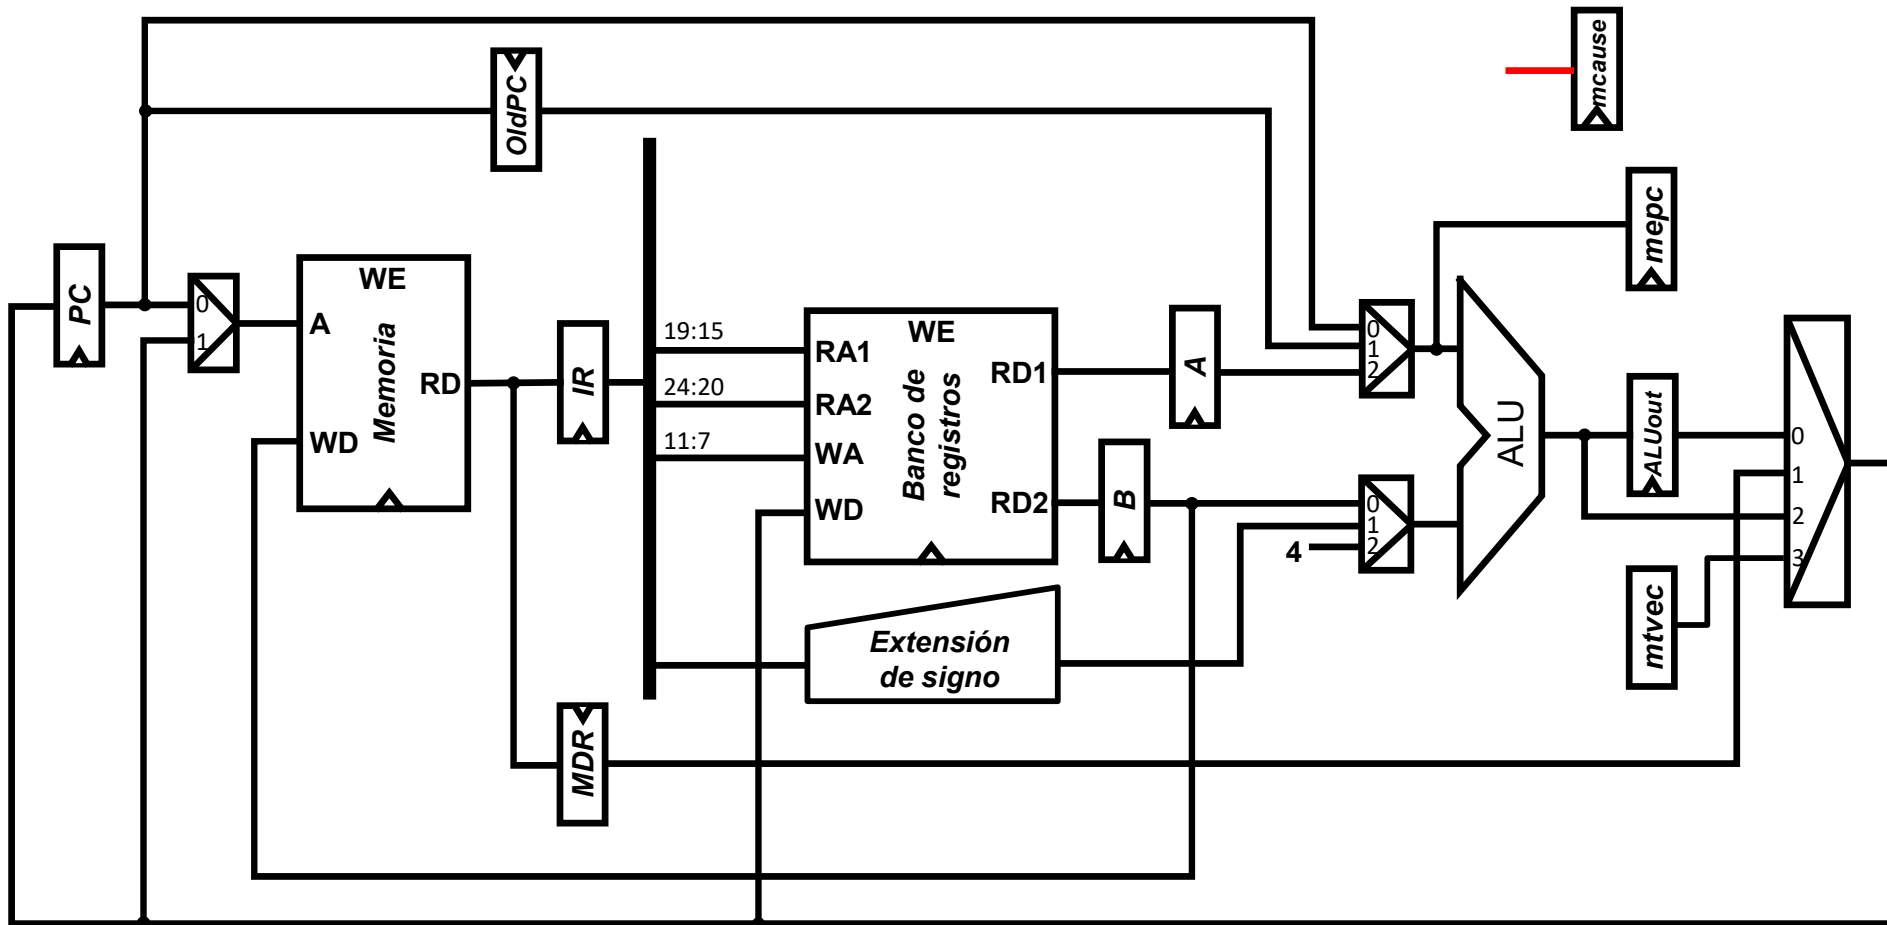 mcause
OldPC
mepc
PC
0
1
WE
A
Memoria
RD
WD
IR
19:15
24:20
11:7
WE
RA1
RA2
WA
WD
Banco de
registros
RD1
RD2
A
B
0
1
2
0
1
2
4
ALU
ALUout
0
1
2
3
mtvec
Extensión
de signo
MDR